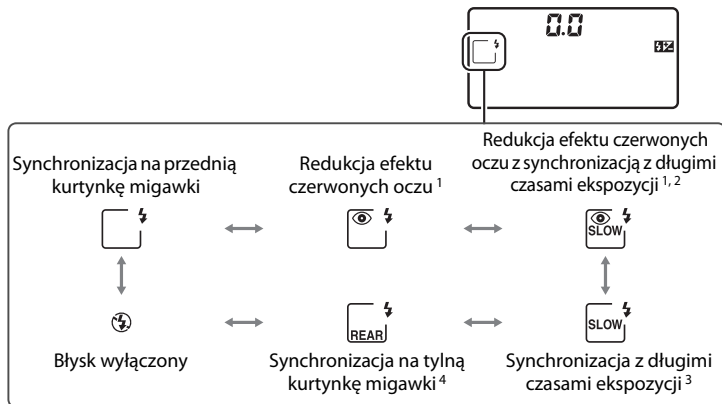 0.0
Synchronizacja na przednią
kurtynkę migawki
Redukcja efektu
czerwonych oczu 1
Redukcja efektu czerwonych
oczu z synchronizacją z długimi
czasami ekspozycji 1, 2
SLOW
REAR
SLOW
Błysk wyłączony
Synchronizacja na tylną
kurtynkę migawki 4
Synchronizacja z długimi
czasami ekspozycji 3